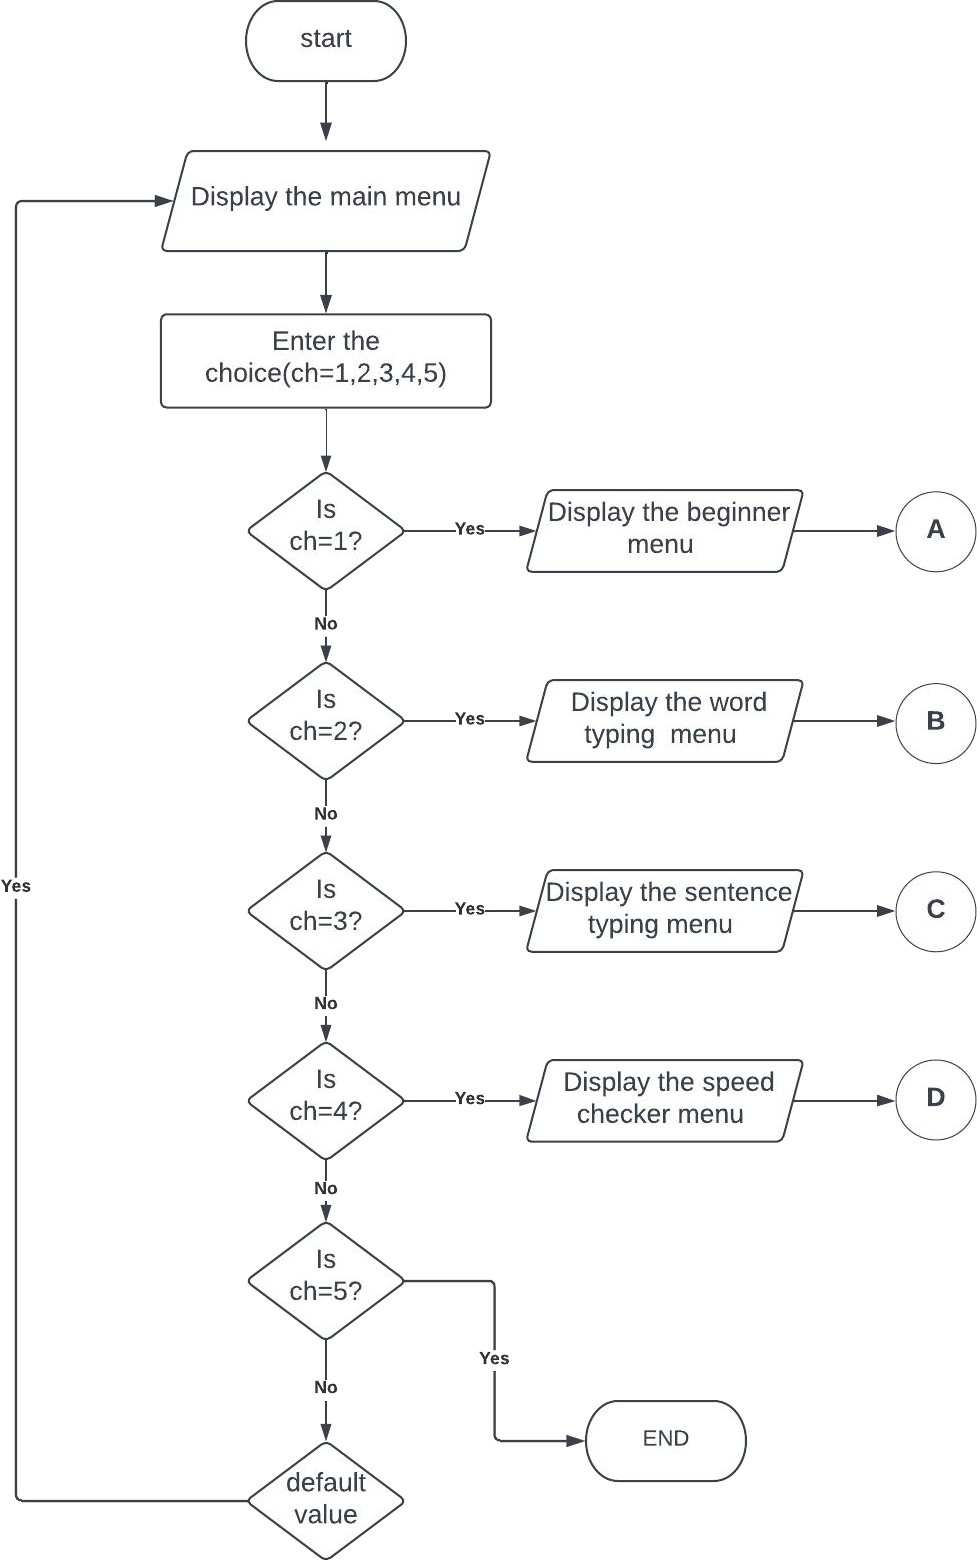 start
Display the main menu
Enter the
choice(ch=1,2,3,4,5)
Is
ch=1?
Yes
Display the beginner
menu
A
No
Is
ch=2?
Yes
Display the word
typing  menu
B
No
Is
ch=3?
Yes
Display the sentence
typing menu
C
No
Is
ch=4?
Yes
Display the speed
checker menu
D
No
Is
ch=5?
Yes
END
No
default
value
Yes